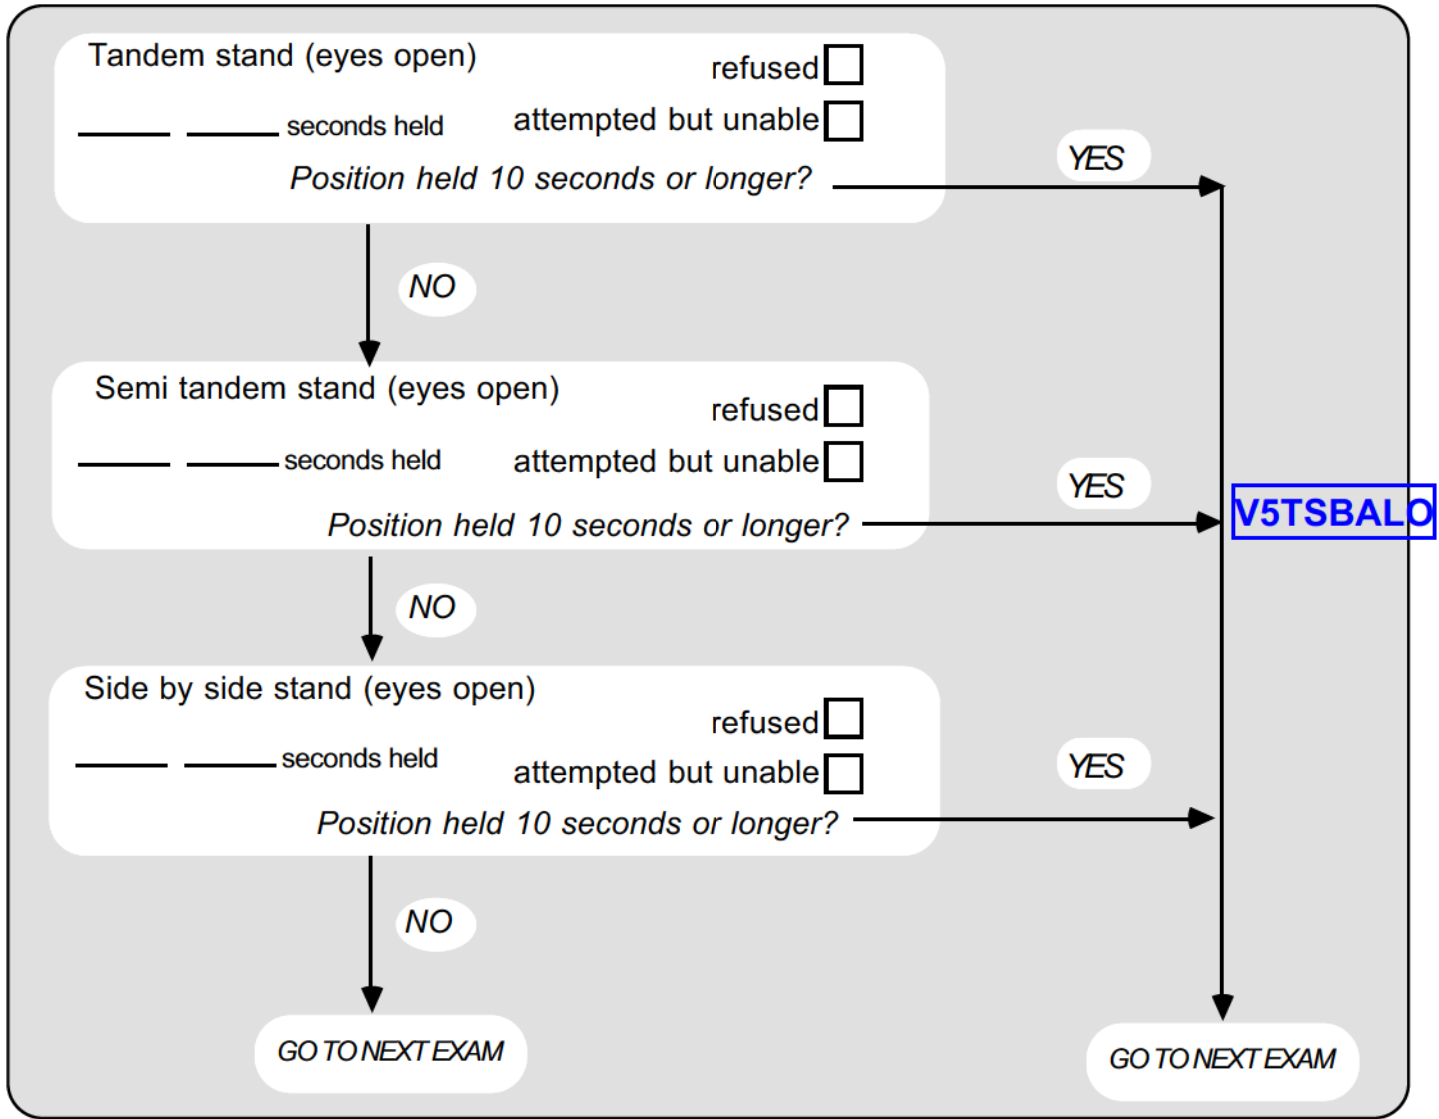 Tandem stand (eyes open)
refused
seconds held
attempted but unable
Position held 10 seconds or longer?
YES
NO
Semi tandem stand (eyes open)
refused
seconds held
attempted but unable
Position held 10 seconds or longer?
YES
V5TSBALO
NO
Side by side stand (eyes open)
refused
seconds held
attempted but unable
Position held 10 seconds or longer?
YES
NO
GO TO NEXT EXAM
GO TO NEXT EXAM